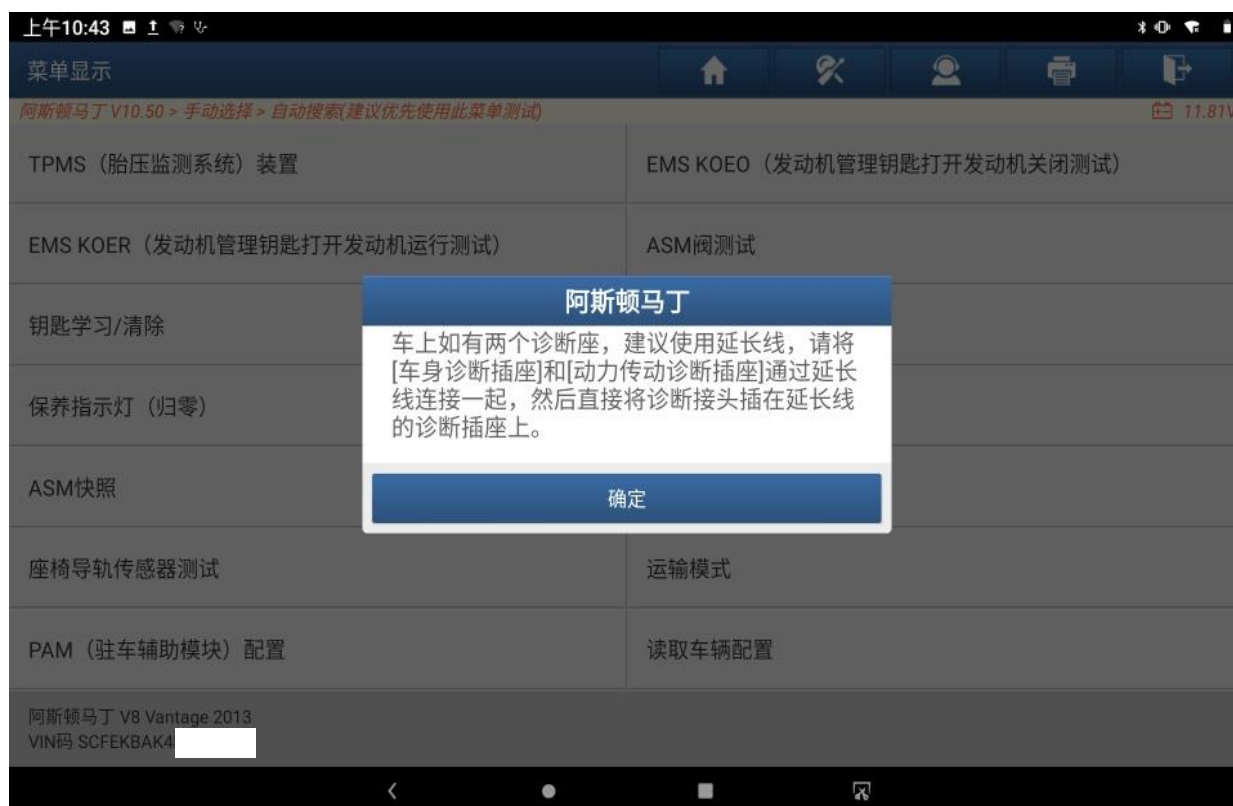 上午10:43
菜单显示
阿斯顿马丁 V10.50 > 手动选择 > 自动搜索(建议优先使用此菜单测试)
11.81V
TPMS（胎压监测系统）装置
EMS KOEO（发动机管理钥匙打开发动机关闭测试）
EMS KOER（发动机管理钥匙打开发动机运行测试）
ASM阀测试
阿斯顿马丁
车上如有两个诊断座，建议使用延长线，请将
[车身诊断插座]和[动力传动诊断插座]通过延长
线连接一起，然后直接将诊断接头插在延长线
的诊断插座上。
确定
钥匙学习/清除
保养指示灯（归零）
ASM快照
座椅导轨传感器测试
运输模式
PAM（驻车辅助模块）配置
读取车辆配置
阿斯顿马丁 V8 Vantage 2013
VIN码 SCFEKBAK4